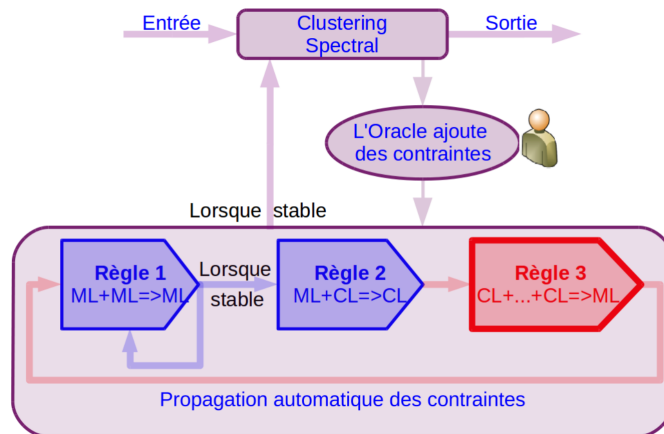 Entrée
Clustering
Spectral
Sortie
L'Oracle ajoute
des contraintes
Lorsque stable
Règle 1
ML+ML=>ML
Lorsque
stable
Règle 2
ML+CL=>CL
Règle 3
CL+...+CL=>ML
Propagation automatique des contraintes